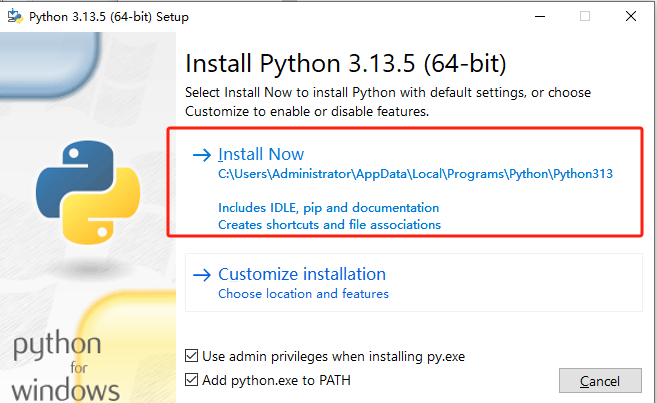 Python 3.13.5 (64-bit) Setup
Install Python 3.13.5 (64-bit)
Select Install Now to install Python with default settings, or choose
Customize to enable or disable features.
Install Now
C:\Users\Administrator\AppData\Local\Programs\Python\Python313
Includes IDLE, pip and documentation
Creates shortcuts and file associations
Customize installation
Choose location and features
Use admin privileges when installing py.exe
Add python.exe to PATH
Cancel
python
for
windows